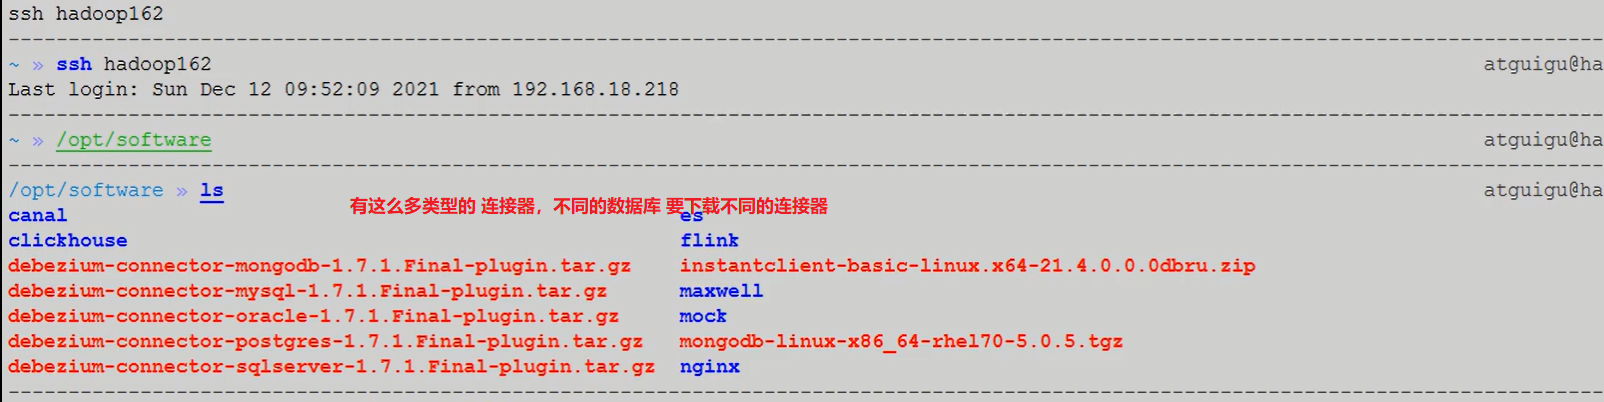 ssh hadoop162
~ » ssh hadoop162 atguigu@ha
Last login: Sun Dec 12 09:52:09 2021 from 192.168.18.218
~ » /opt/software atguigu@ha
/opt/software » ls atguigu@ha
有这么多类型的 连接器，不同的数据库 要下载不同的连接器
canal es
clickhouse flink
debezium-connector-mongodb-1.7.1.Final-plugin.tar.gz instantclient-basic-linux.x64-21.4.0.0.0dbru.zip
debezium-connector-mysql-1.7.1.Final-plugin.tar.gz maxwell
debezium-connector-oracle-1.7.1.Final-plugin.tar.gz mock
debezium-connector-postgres-1.7.1.Final-plugin.tar.gz mongodb-linux-x86_64-rhel70-5.0.5.tgz
debezium-connector-sqlserver-1.7.1.Final-plugin.tar.gz nginx